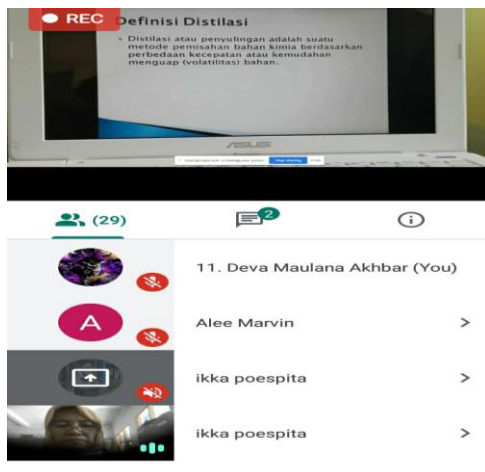 REC
Definisi Distilasi
Distilasi atau penyulingan adalah suatu
metode pemisahan bahan kimia berdasarkan
perbedaan kecepatan atau kemudahan
menguap (volatilitas) bahan.
ASUS
(29)
2
11. Deva Maulana Akhbar (You)
A
Alee Marvin
ikka poespita
ikka poespita